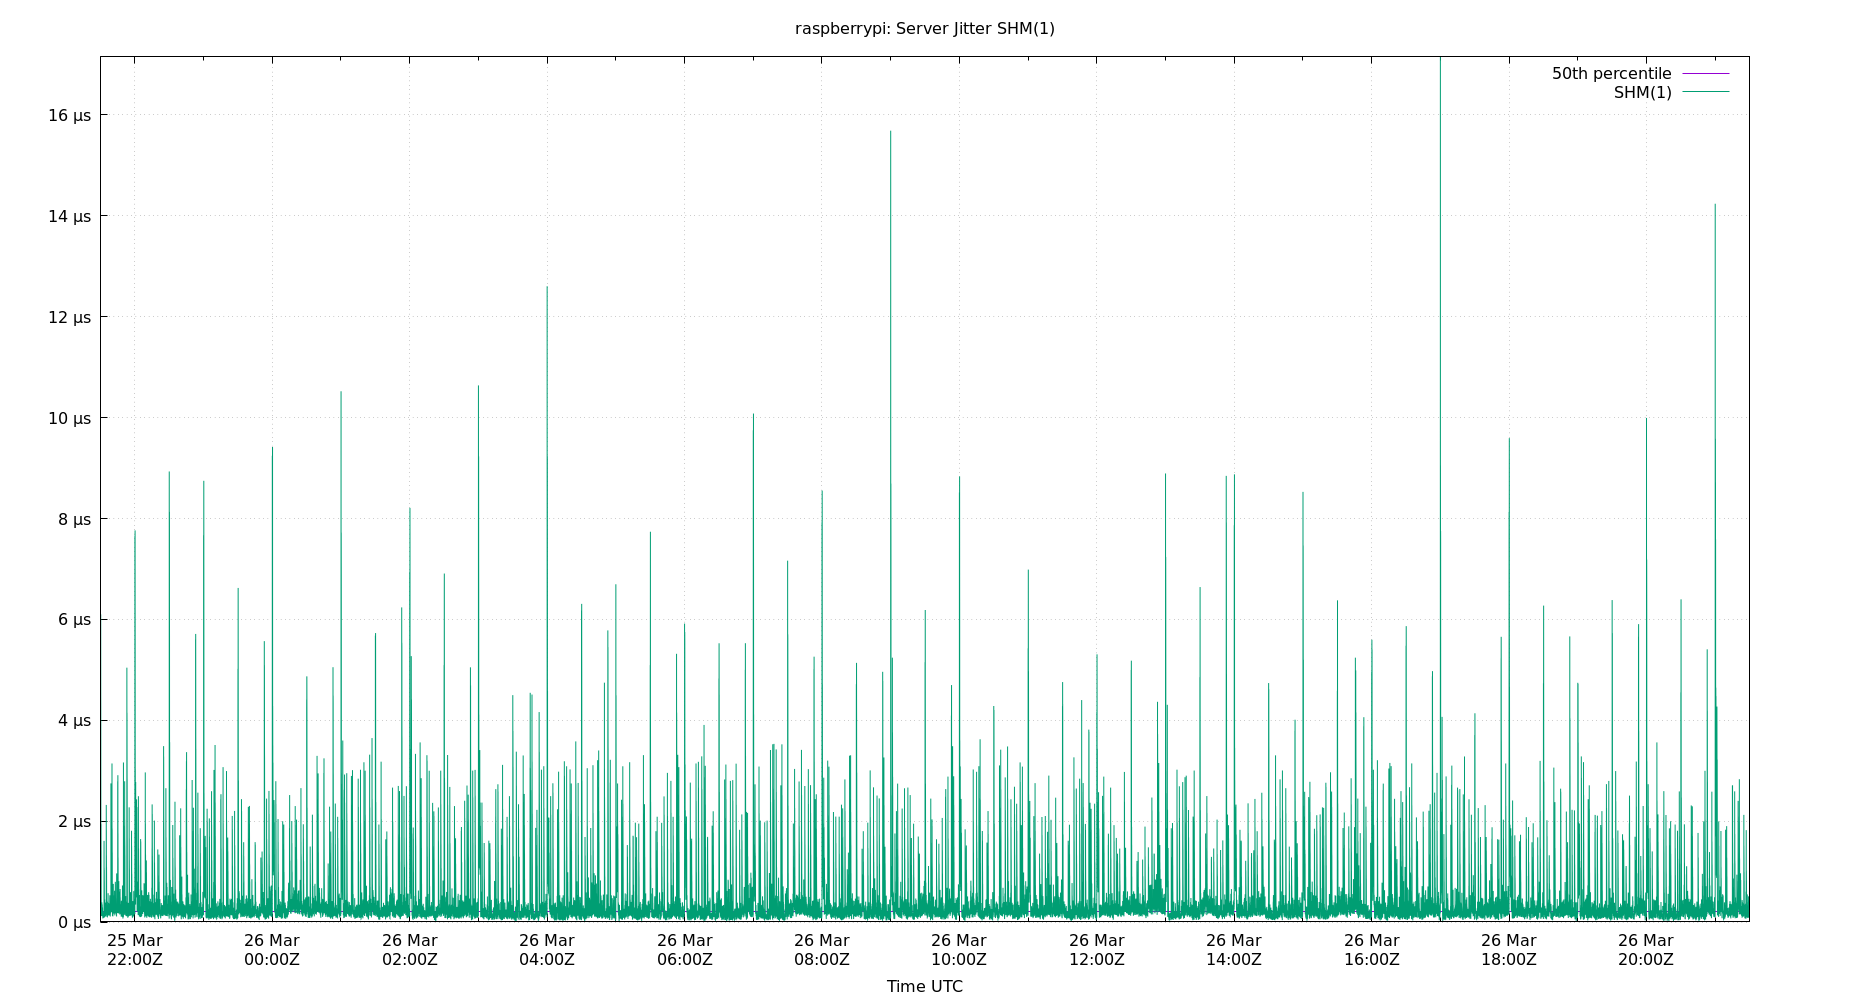 raspberrypi: Server Jitter SHM(1)
50th percentile
SHM(1)
16 µs
14 µs
12 µs
10 µs
8 µs
6 µs
4 µs
2 µs
0 µs
25 Mar 26 Mar 26 Mar 26 Mar 26 Mar 26 Mar 26 Mar 26 Mar 26 Mar 26 Mar 26 Mar 26 Mar
22:00Z 00:00Z 02:00Z 04:00Z 06:00Z 08:00Z 10:00Z 12:00Z 14:00Z 16:00Z 18:00Z 20:00Z
Time UTC